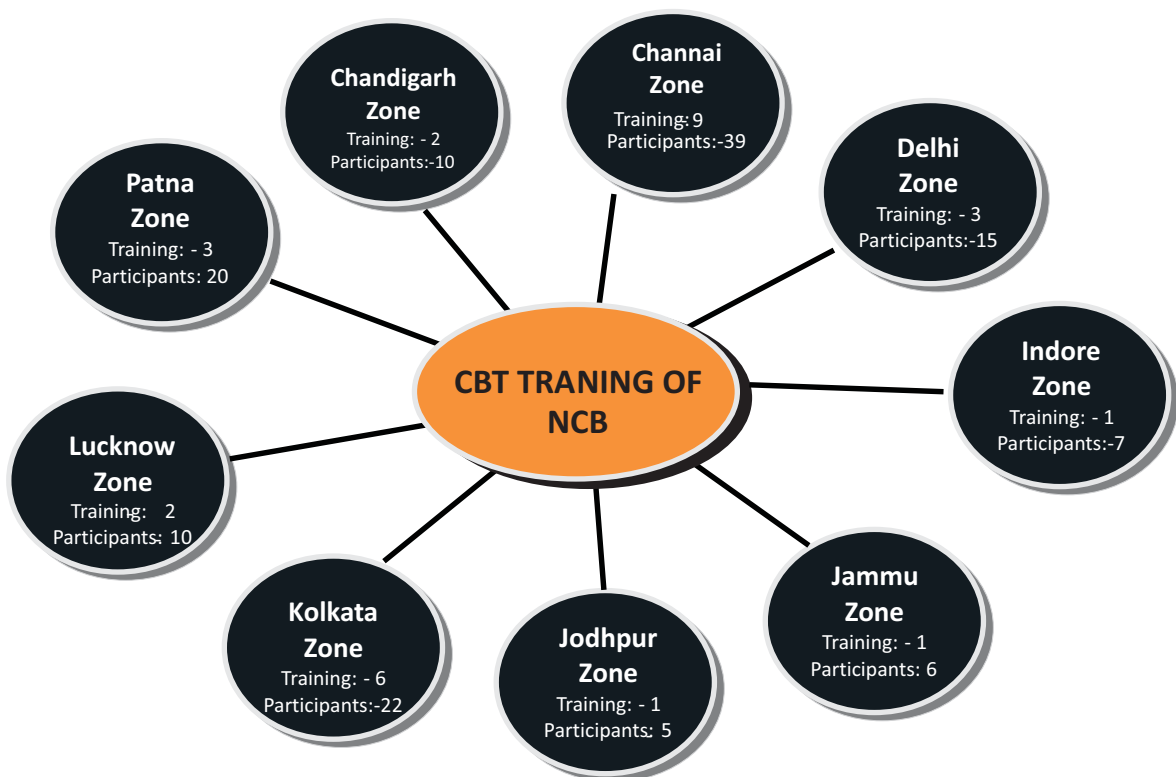 Chandigarh
Zone
Training: - 2
Participants:-10
Channai
Zone
Training:- 9
Participants:-39
Delhi
Zone
Training: - 3
Participants:-15
Patna
Zone
Training: - 3
Participants: 20
CBT TRANING OF
NCB
Indore
Zone
Training: - 1
Participants:-7
Lucknow
Zone
Training:- 2
Participants:- 10
Jammu
Zone
Training: - 1
Participants: 6
Kolkata
Zone
Training: - 6
Participants:-22
Jodhpur
Zone
Training: - 1
Participants:. 5